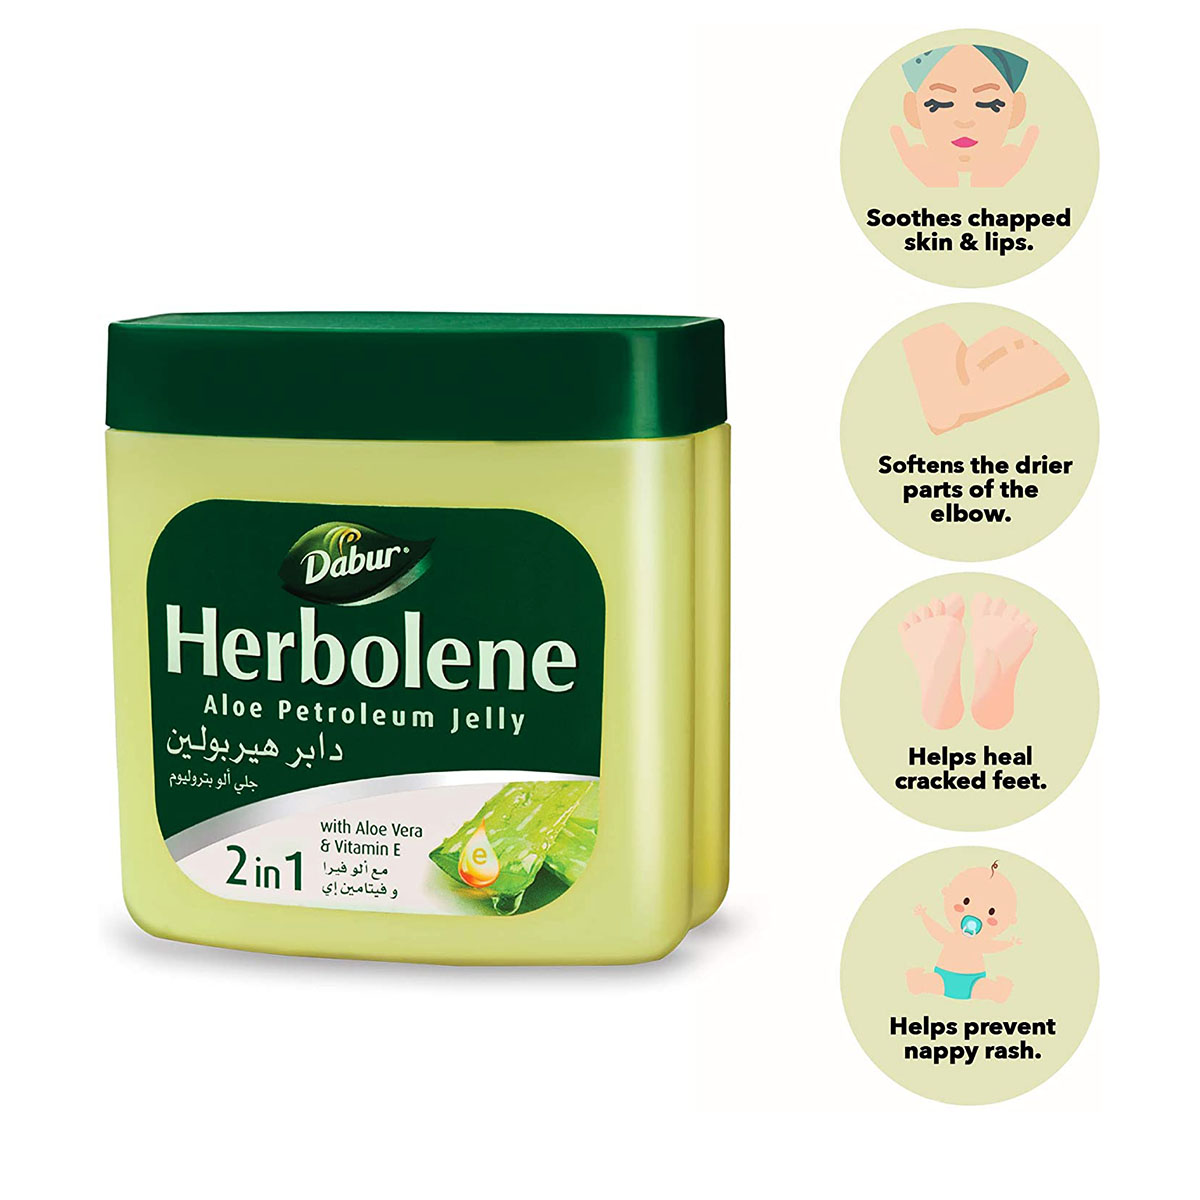 Dabur
Herbolene
Aloe Petroleum Jelly
دابر هيربولين
جلي ألو بتروليوم
2 in 1
with Aloe Vera
& Vitamin E
مع ألو فيرا
و فيتامين إي
e
Soothes chapped
skin & lips.
Softens the drier
parts of the
elbow.
Helps heal
cracked feet.
Helps prevent
nappy rash.